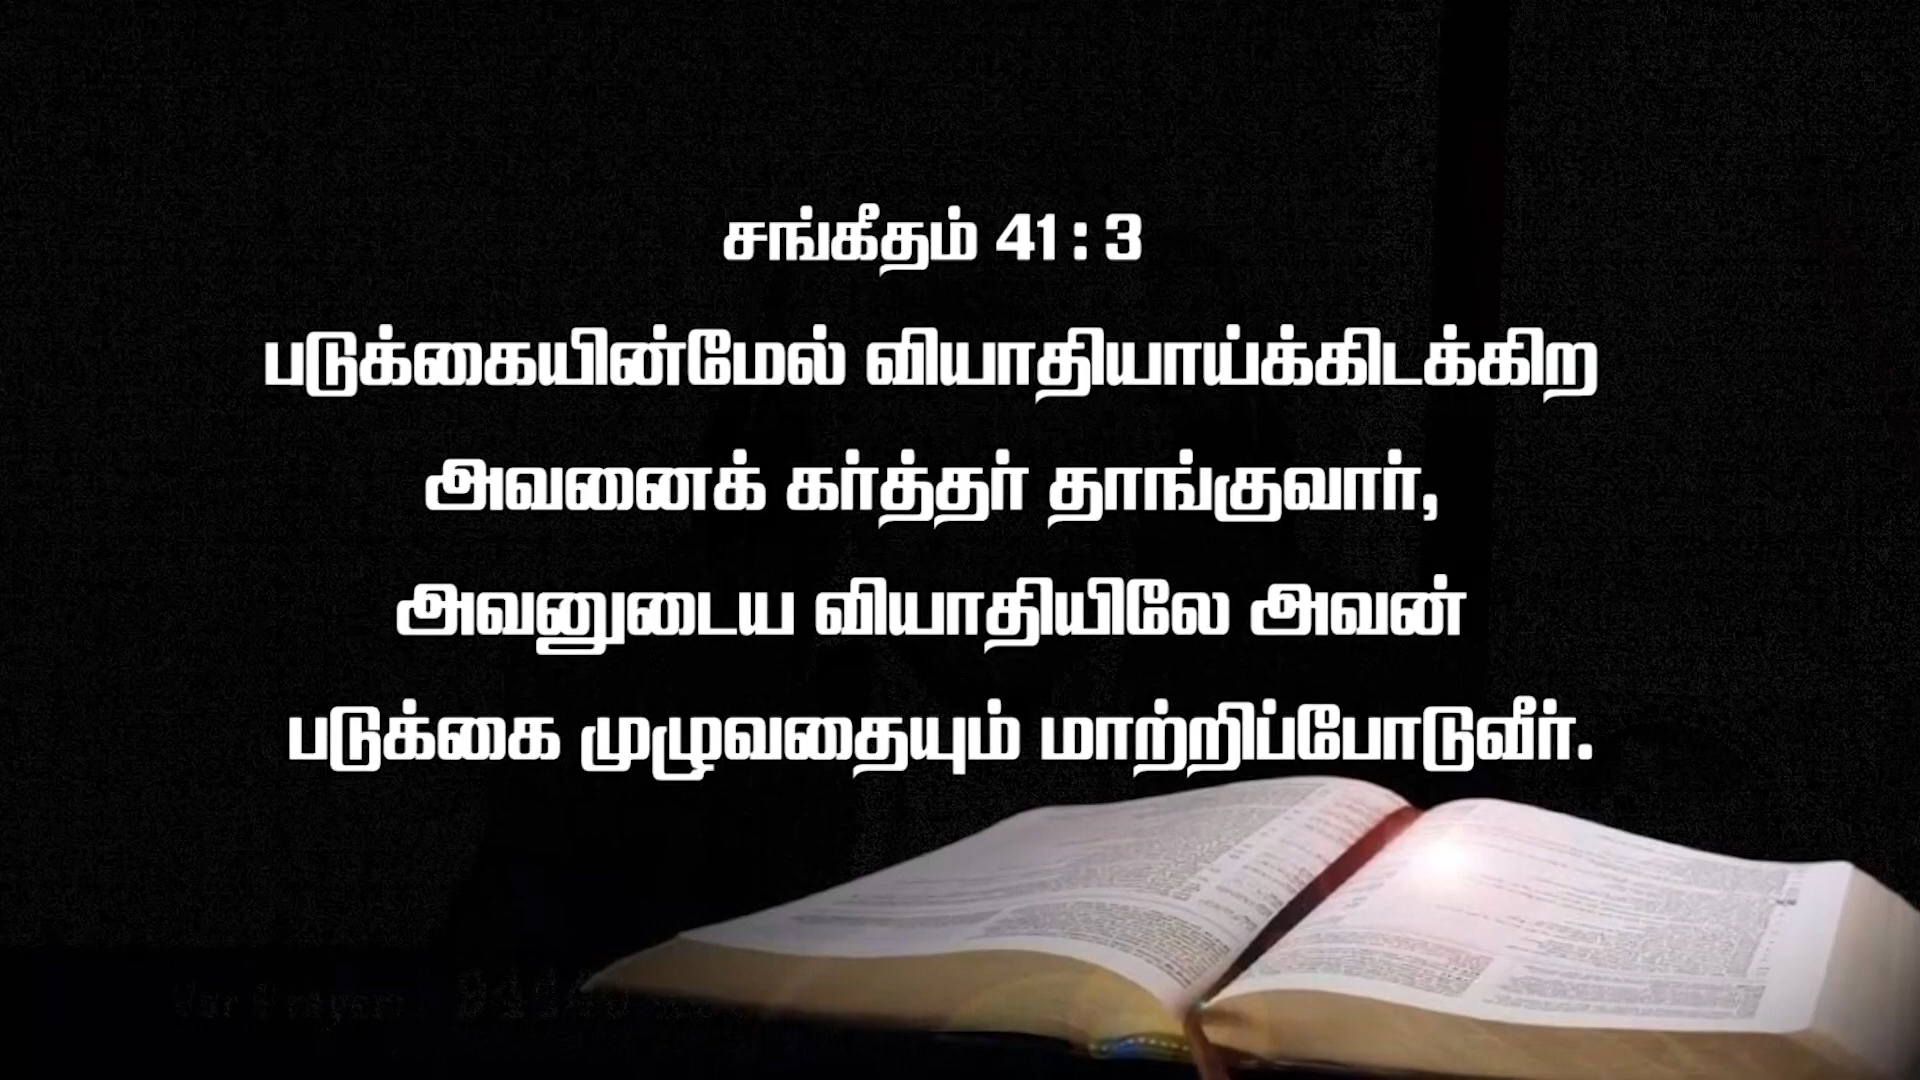 சங்கீதம் 41 : 3
படுக்கையின்மேல் வியாதியாய்க்கிடக்கிற
அவனைக் கர்த்தர் தாங்குவார்,
அவனுடைய வியாதியிலே அவன்
படுக்கை முழுவதையும் மாற்றிப்போடுவீர்.